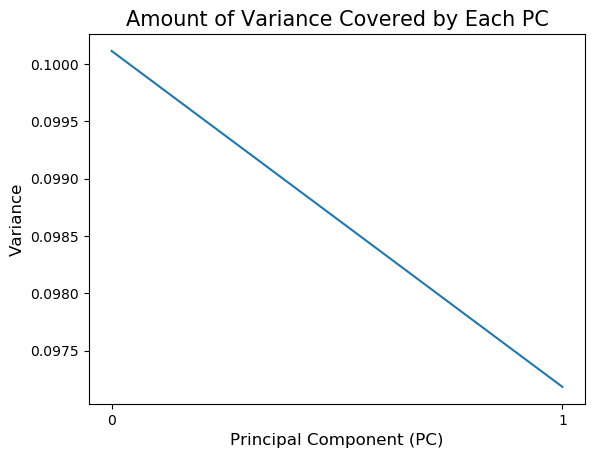 Amount of Variance Covered by Each PC
0.1000
0.0995
0.0990
0.0985
0.0980
0.0975
Variance
0 1
Principal Component (PC)